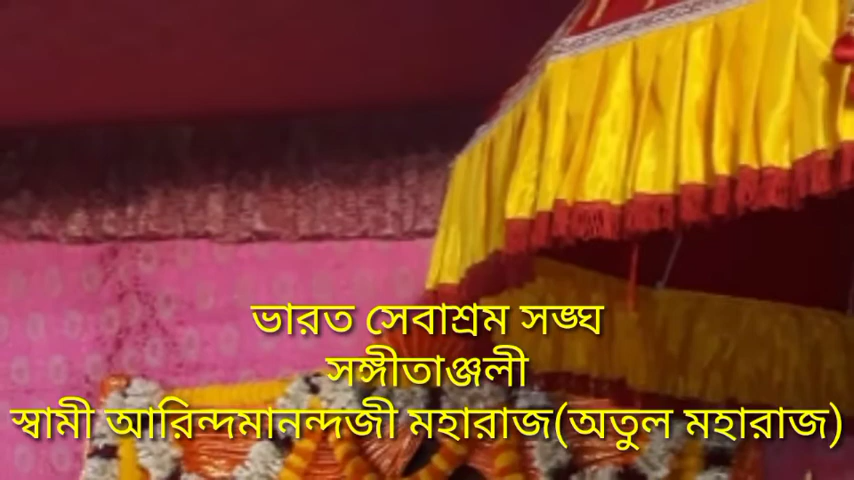 ভারত সেবাশ্রম সঙ্ঘ
সঙ্গীতাঞ্জলী
স্বামী আরিন্দমানন্দজী মহারাজ(অতুল মহারাজ)